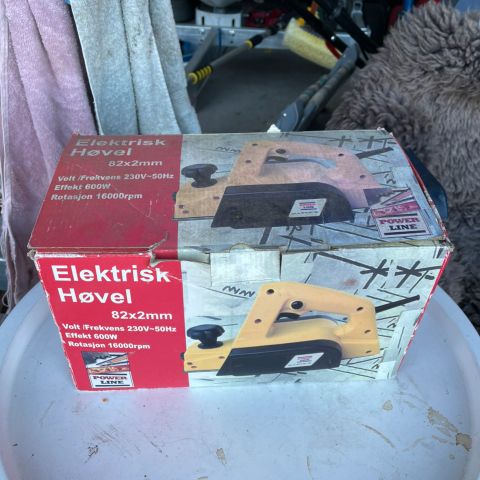 Elektrisk
Høvel
82x2mm
Volt /Frekvens 230V~50Hz
Effekt 600W
Rotasjon 16000rpm
POWER
LINE
Elektrisk
Høvel
82x2mm
Volt /Frekvens 230V~50Hz
Effekt 600W
Rotasjon 16000rpm
POWER
LINE